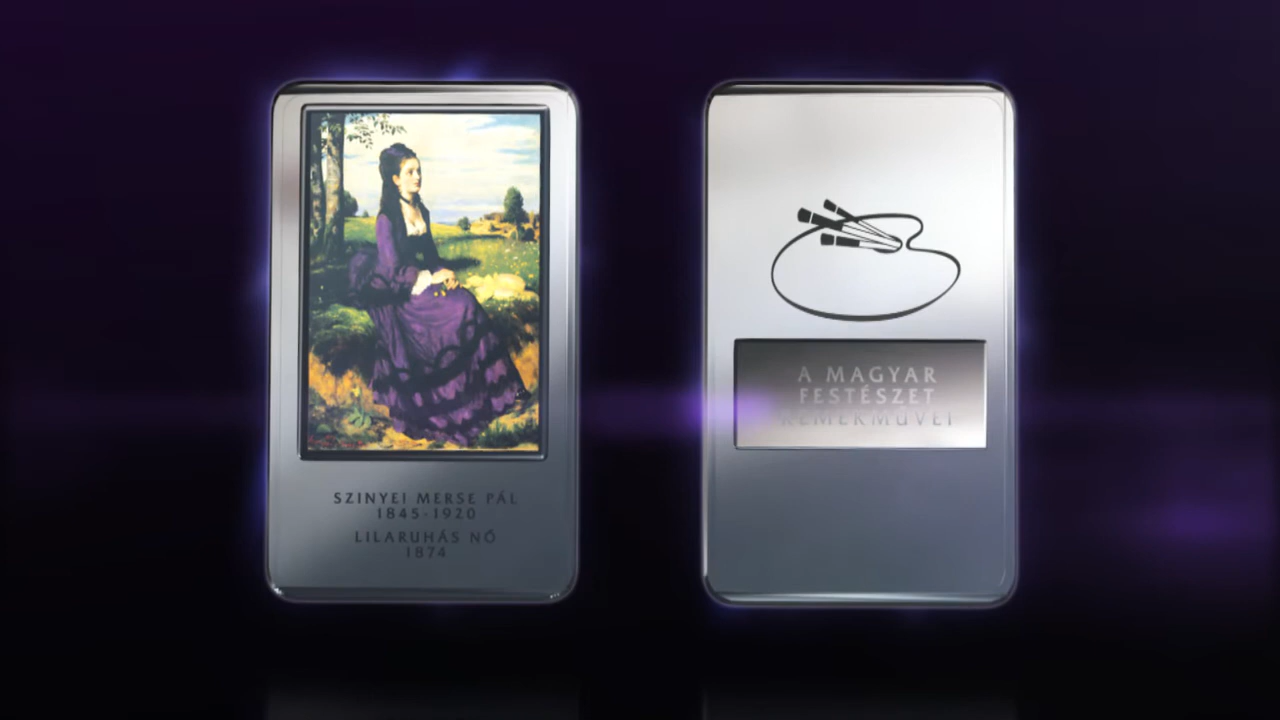 SZINYEI MERSE PÁL
1845-1920
LILARUHÁS NŐ
1874
A MAGYAR
FESTÉSZET
REMEKMŰVEI